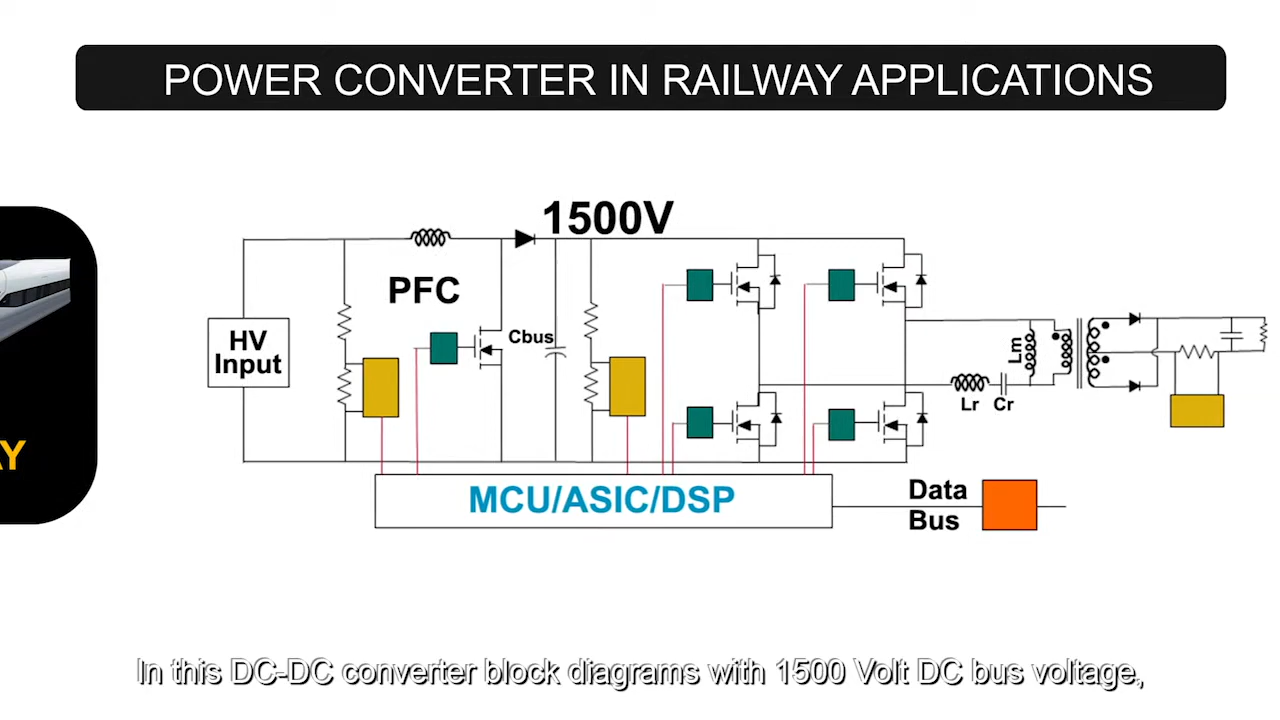 POWER CONVERTER IN RAILWAY APPLICATIONS
1500V
PFC
HV
Input
Cbus
Lm
Lr
Cr
AY
MCU/ASIC/DSP
Data
Bus
In this DC-DC converter block diagrams with 1500 Volt DC bus voltage,